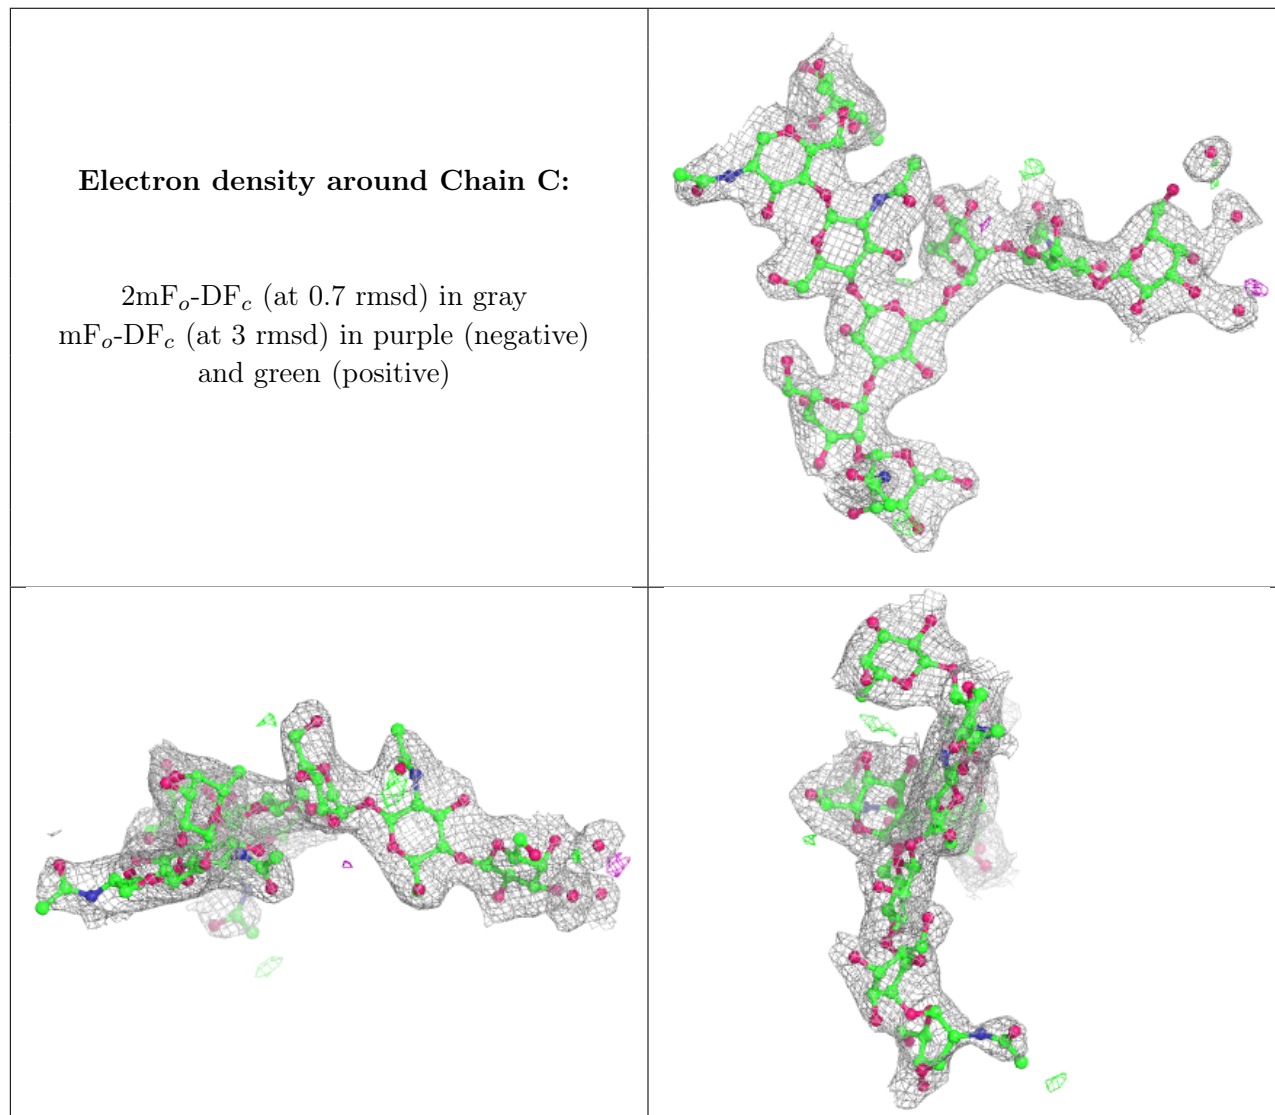 Electron density around Chain C:
2mF_o-DF_c (at 0.7 rmsd) in gray
mF_o-DF_c (at 3 rmsd) in purple (negative)
and green (positive)